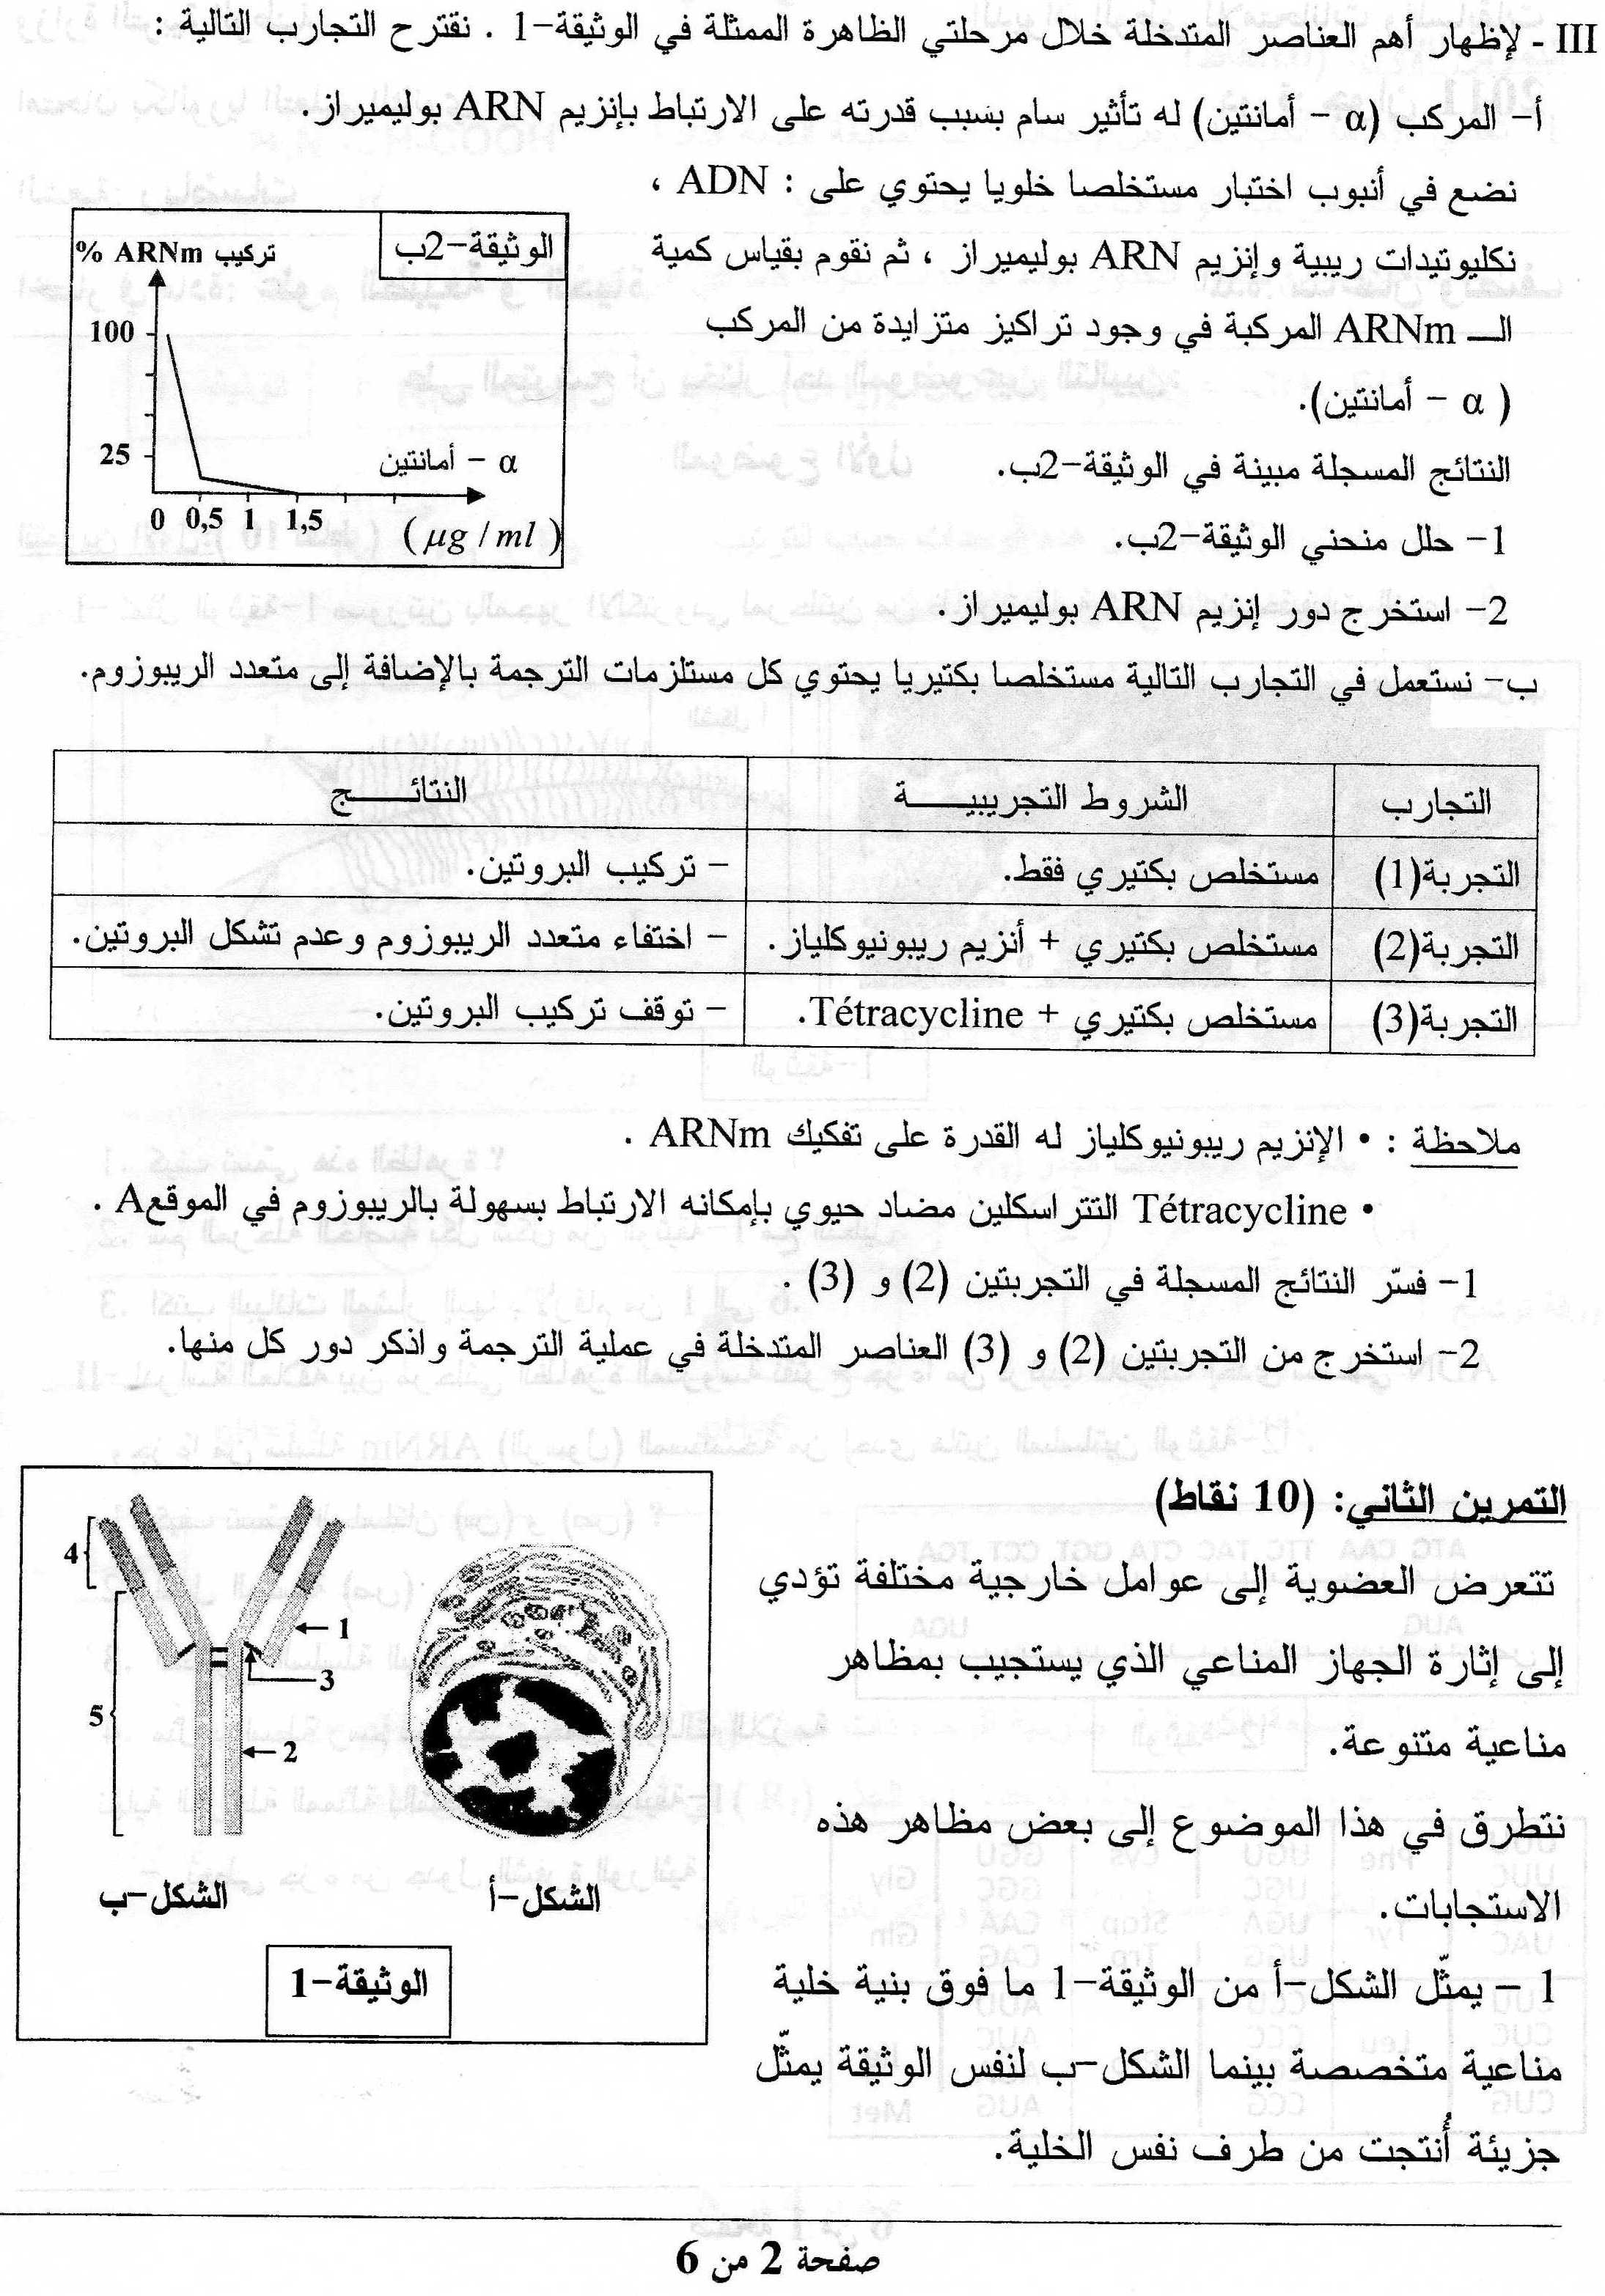 III - لإظهار أهم العناصر المتدخلة خلال مرحلتي الظاهرة الممثلة في الوثيقة-1 . نقترح التجارب التالية :
أ- المركب (α - أمانتين) له تأثير سام بسبب قدرته على الارتباط بإنزيم ARN بوليميراز.
نضع في أنبوب اختبار مستخلصا خلويا يحتوي على : ADN ،
نكليوتيدات ريبية وإنزيم ARN بوليميراز ، ثم نقوم بقياس كمية
الـــ ARNm المركبة في وجود تراكيز متزايدة من المركب
( α - أمانتين).
النتائج المسجلة مبينة في الوثيقة-2ب.
1- حلل منحني الوثيقة-2ب.
2- استخرج دور إنزيم ARN بوليميراز.
الوثيقة-2ب
تركيب ARNm %
100
25
α - أمانتين
0 0,5 1 1,5
(µg / ml)
ب- نستعمل في التجارب التالية مستخلصا بكتيريا يحتوي كل مستلزمات الترجمة بالإضافة إلى متعدد الريبوزوم.
التجارب الشروط التجريبيـــــة النتائـــــج
التجربة(1) مستخلص بكتيري فقط. - تركيب البروتين.
التجربة(2) مستخلص بكتيري + أنزيم ريبونيوكلياز. - اختفاء متعدد الريبوزوم وعدم تشكل البروتين.
التجربة(3) مستخلص بكتيري + Tétracycline. - توقف تركيب البروتين.
ملاحظة : • الإنزيم ريبونيوكلياز له القدرة على تفكيك ARNm .
• Tétracycline التتراسكلين مضاد حيوي بإمكانه الارتباط بسهولة بالريبوزوم في الموقعA .
1- فسّر النتائج المسجلة في التجربتين (2) و (3) .
2- استخرج من التجربتين (2) و (3) العناصر المتدخلة في عملية الترجمة واذكر دور كل منها.
التمرين الثاني: (10 نقاط)
تتعرض العضوية إلى عوامل خارجية مختلفة تؤدي
إلى إثارة الجهاز المناعي الذي يستجيب بمظاهر
مناعية متنوعة.
نتطرق في هذا الموضوع إلى بعض مظاهر هذه
الاستجابات.
1 - يمثّل الشكل-أ من الوثيقة-1 ما فوق بنية خلية
مناعية متخصصة بينما الشكل-ب لنفس الوثيقة يمثّل
جزيئة أُنتجت من طرف نفس الخلية.
4
1
3
5
2
الشكل-أ
الشكل-ب
الوثيقة-1
صفحة 2 من 6